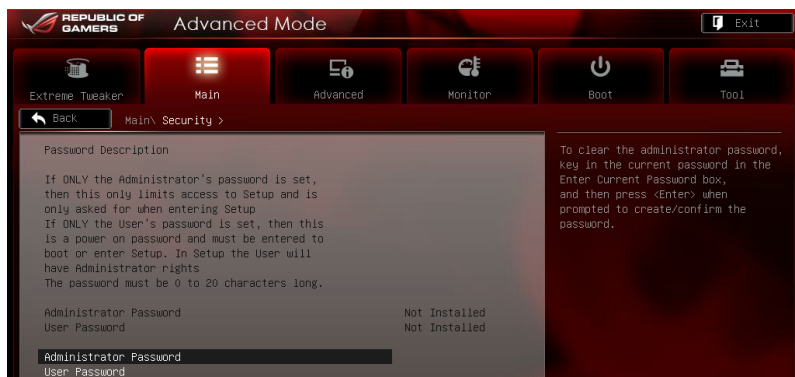 REPUBLIC OF
GAMERS
Advanced Mode
Exit
Extreme Tweaker
Main
Advanced
Monitor
Boot
Tool
Back
Main\ Security >
Password Description
If ONLY the Administrator's password is set,
then this only limits access to Setup and is
only asked for when entering Setup
If ONLY the User's password is set, then this
is a power on password and must be entered to
boot or enter Setup. In Setup the User will
have Administrator rights
The password must be 0 to 20 characters long.
Administrator Password Not Installed
User Password Not Installed
Administrator Password
User Password
To clear the administrator password,
key in the current password in the
Enter Current Password box,
and then press <Enter> when
prompted to create/confirm the
password.